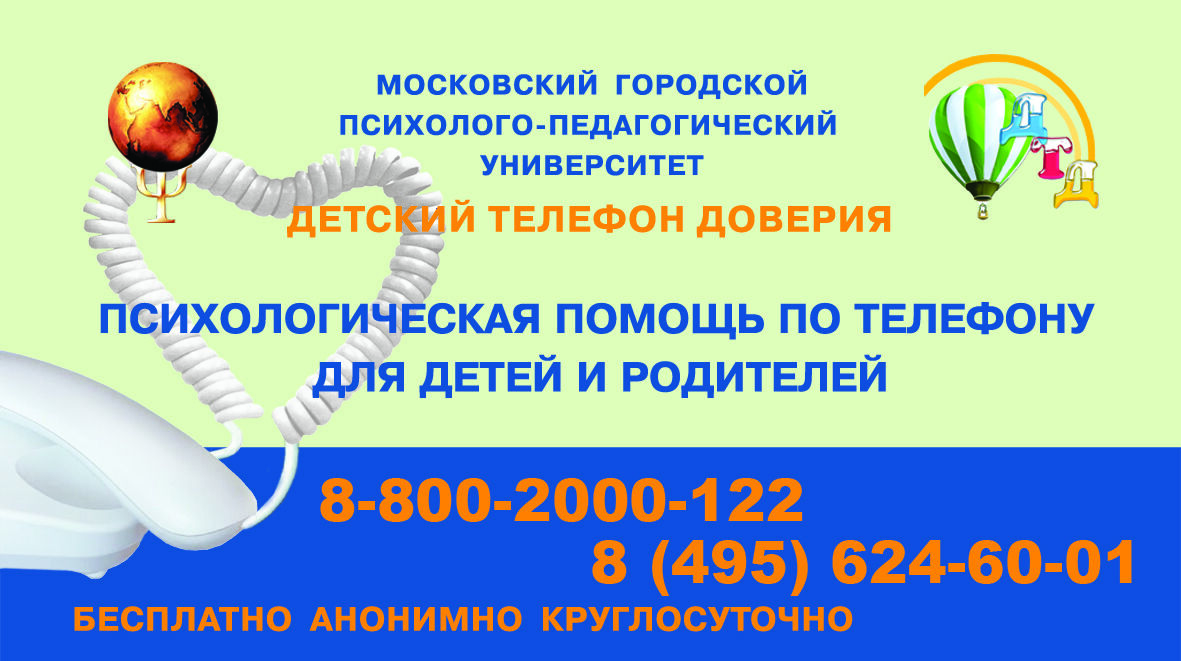 МОСКОВСКИЙ ГОРОДСКОЙ
ПСИХОЛОГО-ПЕДАГОГИЧЕСКИЙ
УНИВЕРСИТЕТ
ДТД
ДЕТСКИЙ ТЕЛЕФОН ДОВЕРИЯ
ПСИХОЛОГИЧЕСКАЯ ПОМОЩЬ ПО ТЕЛЕФОНУ
ДЛЯ ДЕТЕЙ И РОДИТЕЛЕЙ
8-800-2000-122
8 (495) 624-60-01
БЕСПЛАТНО АНОНИМНО КРУГЛОСУТОЧНО